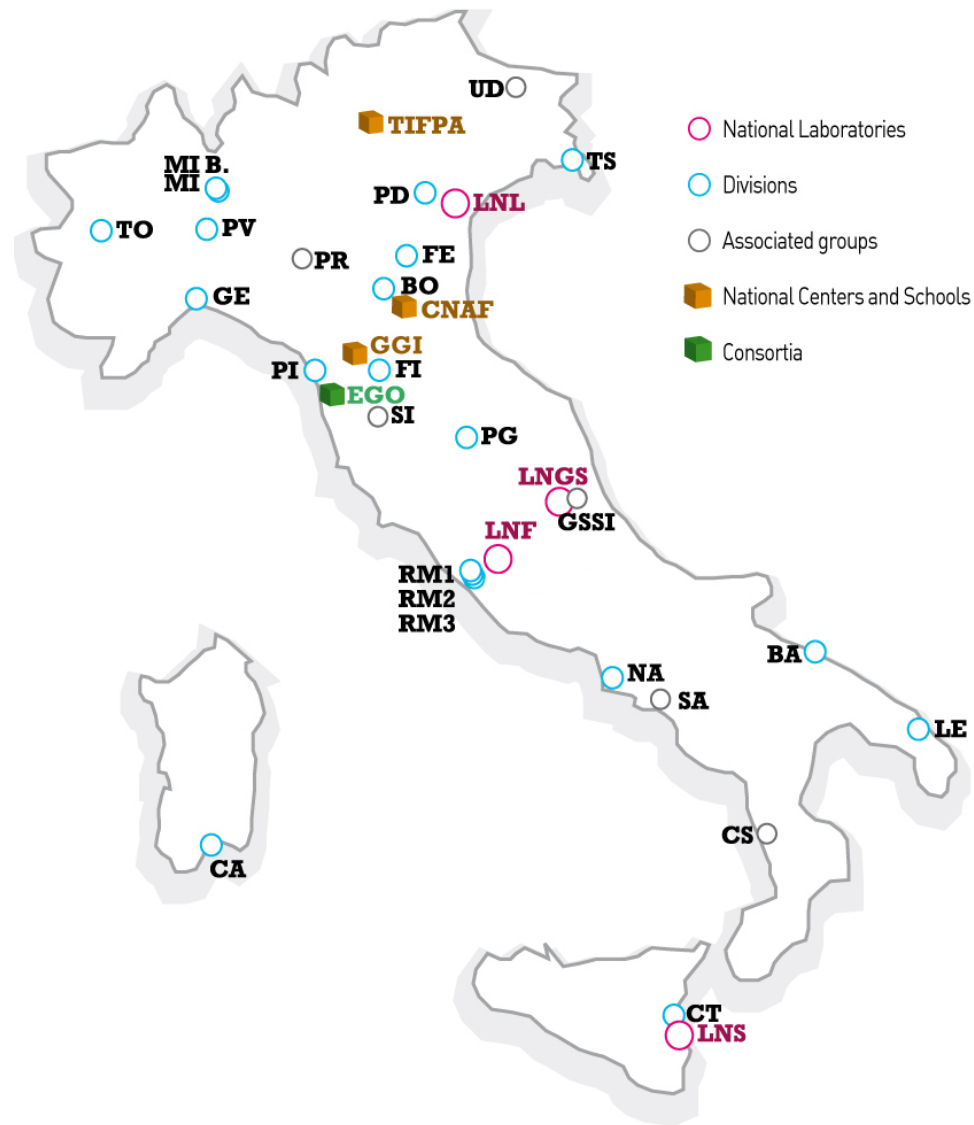 UD
TIFPA
National Laboratories
MI B.
MI
TS
Divisions
PD
LNL
TO
PV
PR
FE
Associated groups
GE
BO
CNAF
National Centers and Schools
GGI
PI
FI
Consortia
EGO
SI
PG
LNGS
GSSI
LNF
RM1
RM2
RM3
BA
NA
SA
LE
CS
CA
CT
LNS